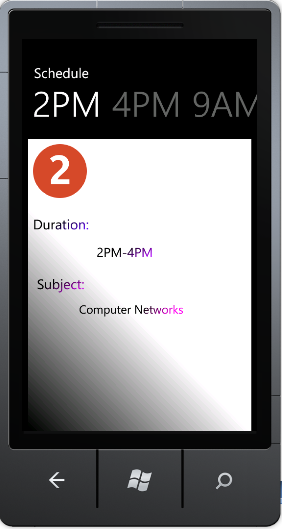 Schedule
2PM 4PM 9AM
2
Duration:
2PM-4PM
Subject:
Computer Networks